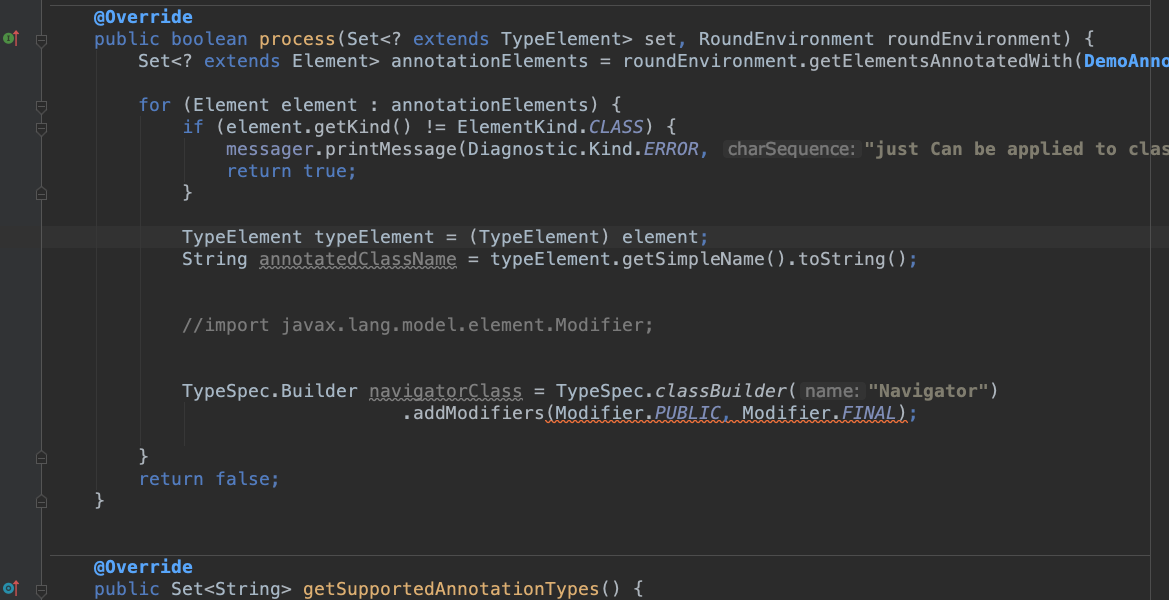 @Override
public boolean process(Set<? extends TypeElement> set, RoundEnvironment roundEnvironment) {
Set<? extends Element> annotationElements = roundEnvironment.getElementsAnnotatedWith(DemoAnno
for (Element element : annotationElements) {
if (element.getKind() != ElementKind.CLASS) {
messager.printMessage(Diagnostic.Kind.ERROR, charSequence: "just Can be applied to clas
return true;
}
TypeElement typeElement = (TypeElement) element;
String annotatedClassName = typeElement.getSimpleName().toString();
//import javax.lang.model.element.Modifier;
TypeSpec.Builder navigatorClass = TypeSpec.classBuilder( name: "Navigator")
.addModifiers(Modifier.PUBLIC, Modifier.FINAL);
}
return false;
}
@Override
public Set<String> getSupportedAnnotationTypes() {